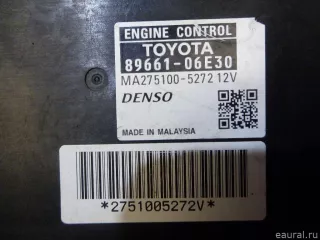 ENGINE CONTROL
TOYOTA
89661-06E30
MA275100-5272 12V
DENSO
MADE IN MALAYSIA
*2751005272V*
eaural.ru